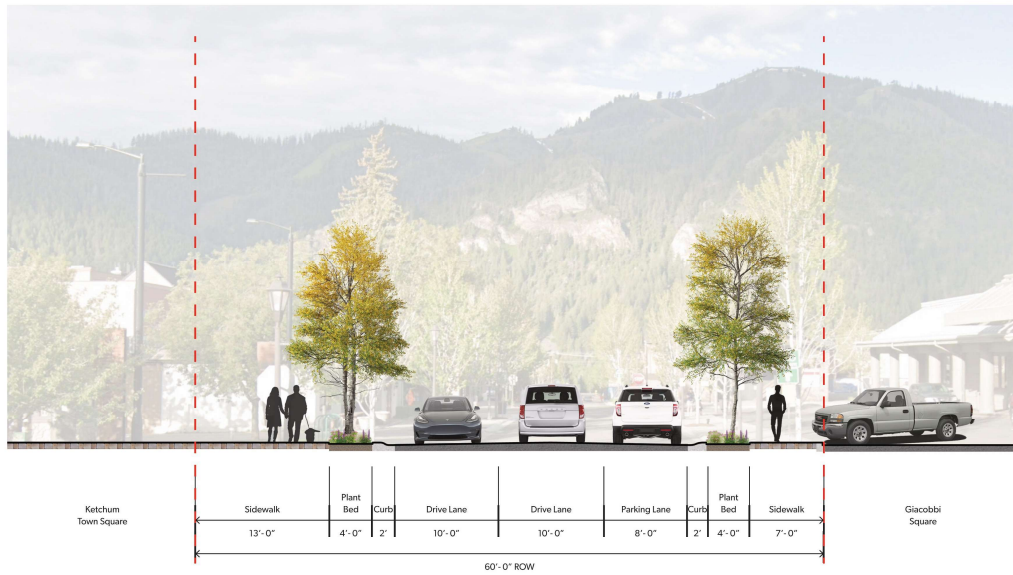 Ketchum
Town Square
Sidewalk
13'- 0"
Plant
Bed
4'- 0"
Curb
2'
Drive Lane
10'- 0"
Drive Lane
10'- 0"
Parking Lane
8'- 0"
Curb
2'
Plant
Bed
4'- 0"
Sidewalk
7'- 0"
Giacobbi
Square
60'- 0" ROW